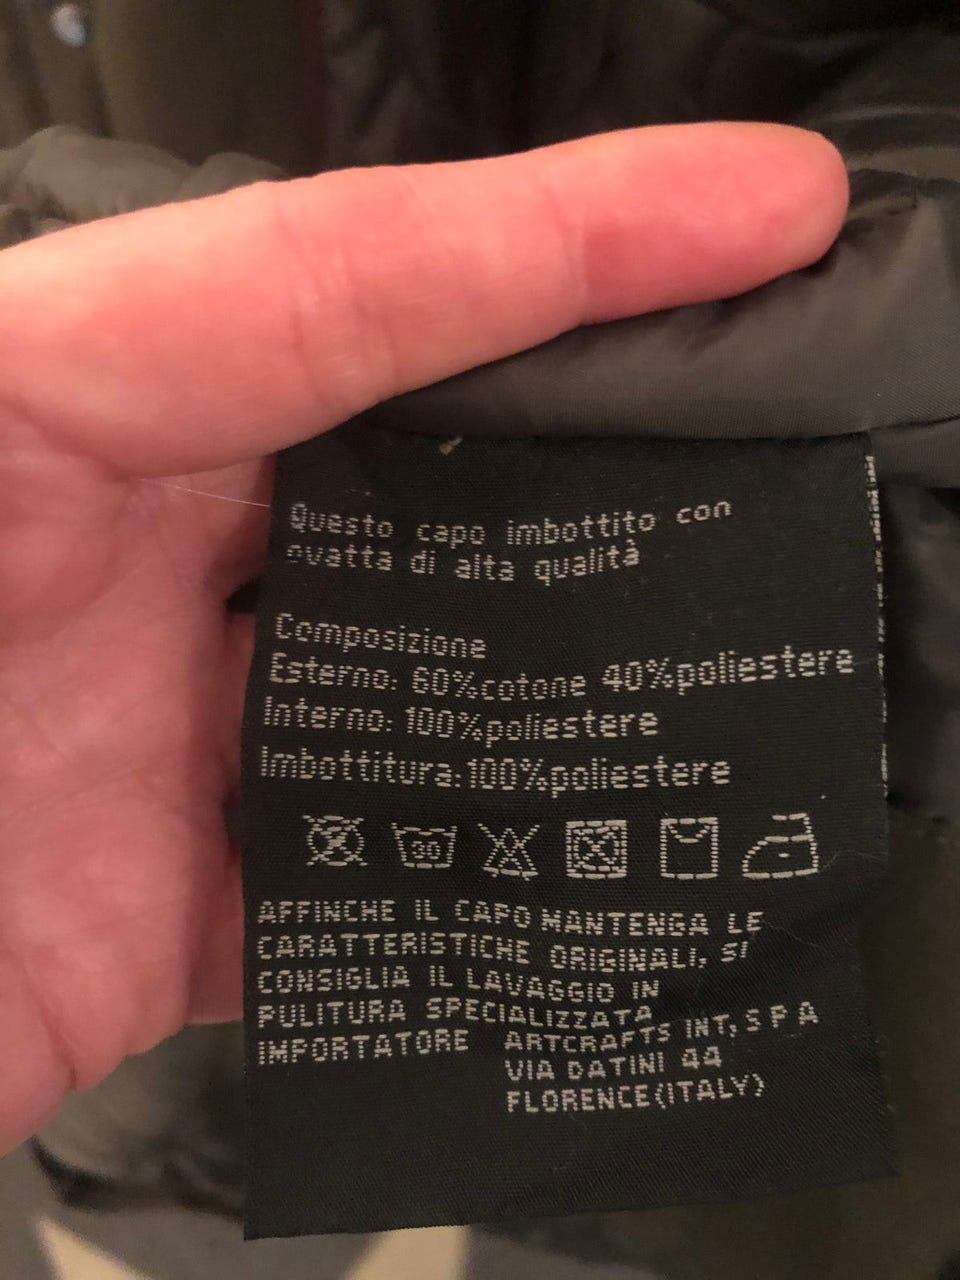 Questo capo imbottito con
ovatta di alta qualità
Composizione
Esterno: 60%cotone 40%poliestere
Interno: 100%poliestere
Imbottitura:100%poliestere
30
AFFINCHE IL CAPO MANTENGA LE
CARATTERISTICHE ORIGINALI, SI
CONSIGLIA IL LAVAGGIO IN
PULITURA SPECIALIZZATA
IMPORTATORE ARTCRAFTS INT, S P A
VIA DATINI 44
FLORENCE(ITALY)